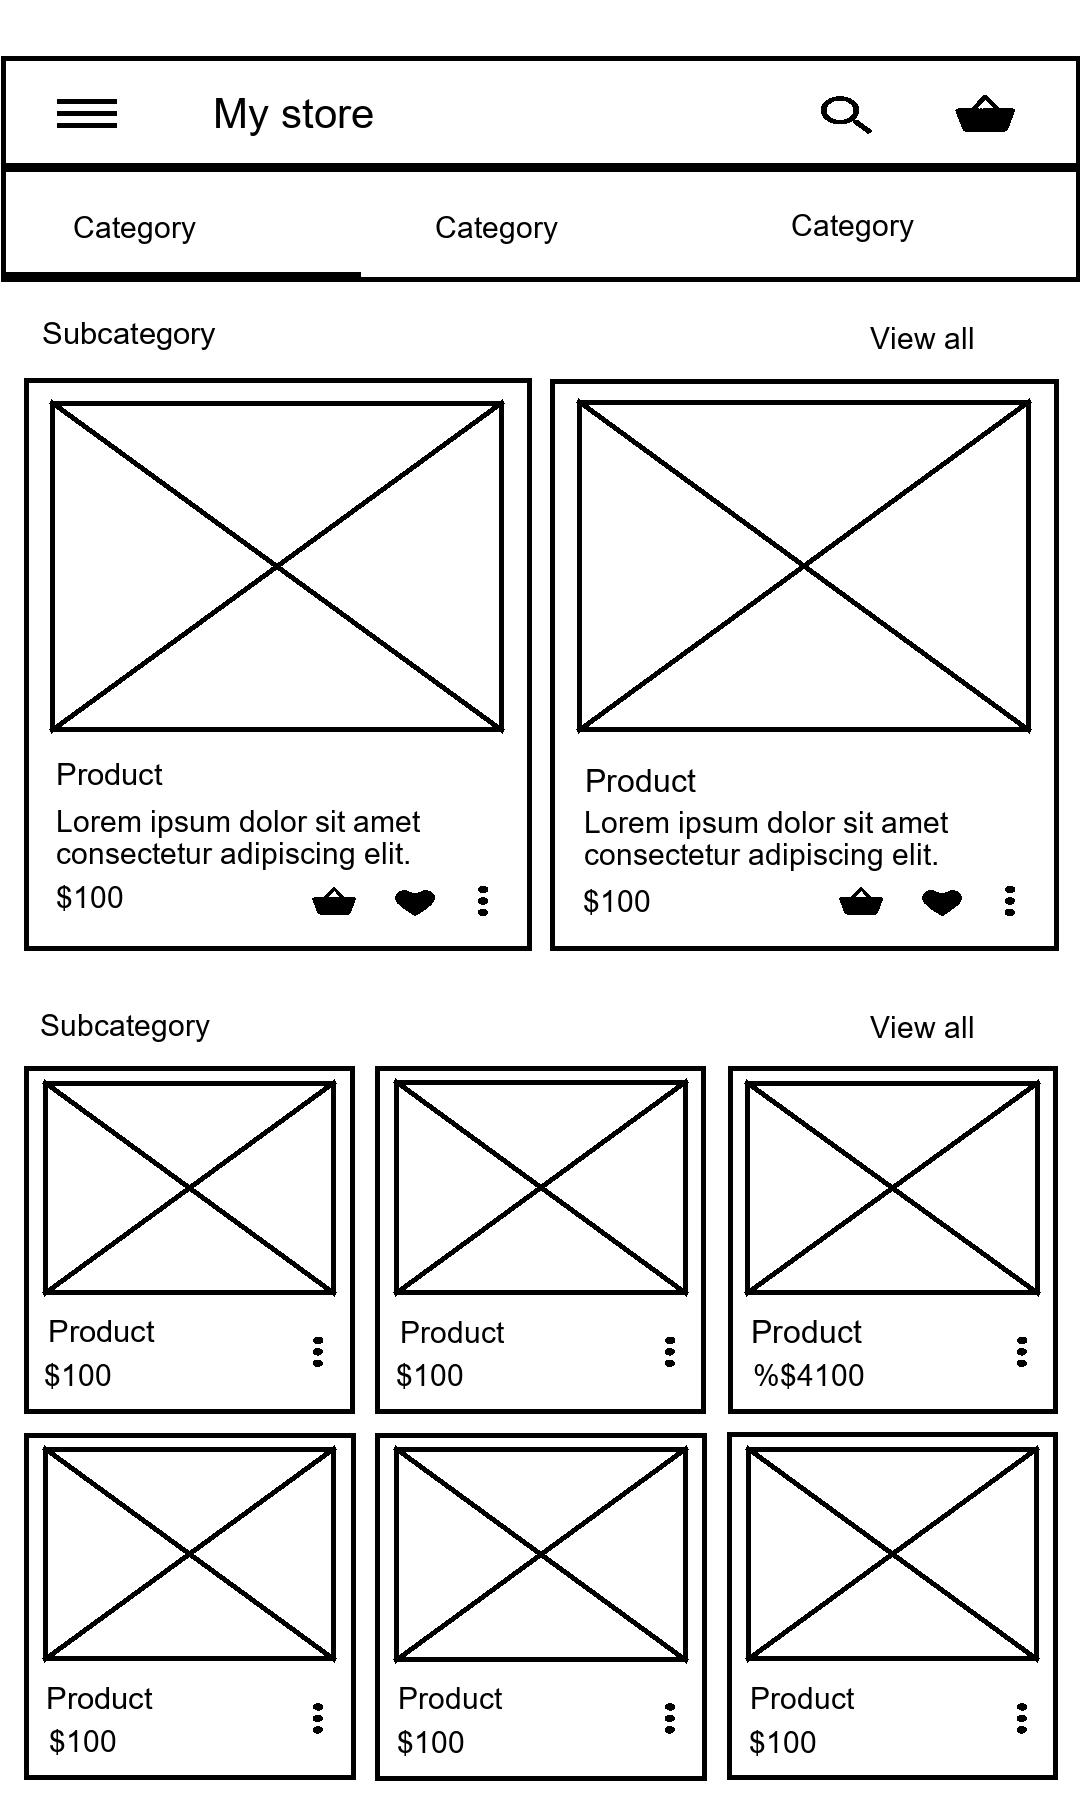 My store
Category
Category
Category
Subcategory
View all
Product
Lorem ipsum dolor sit amet
consectetur adipiscing elit.
$100
Product
Lorem ipsum dolor sit amet
consectetur adipiscing elit.
$100
Subcategory
View all
Product
$100
Product
$100
Product
%$4100
Product
$100
Product
$100
Product
$100